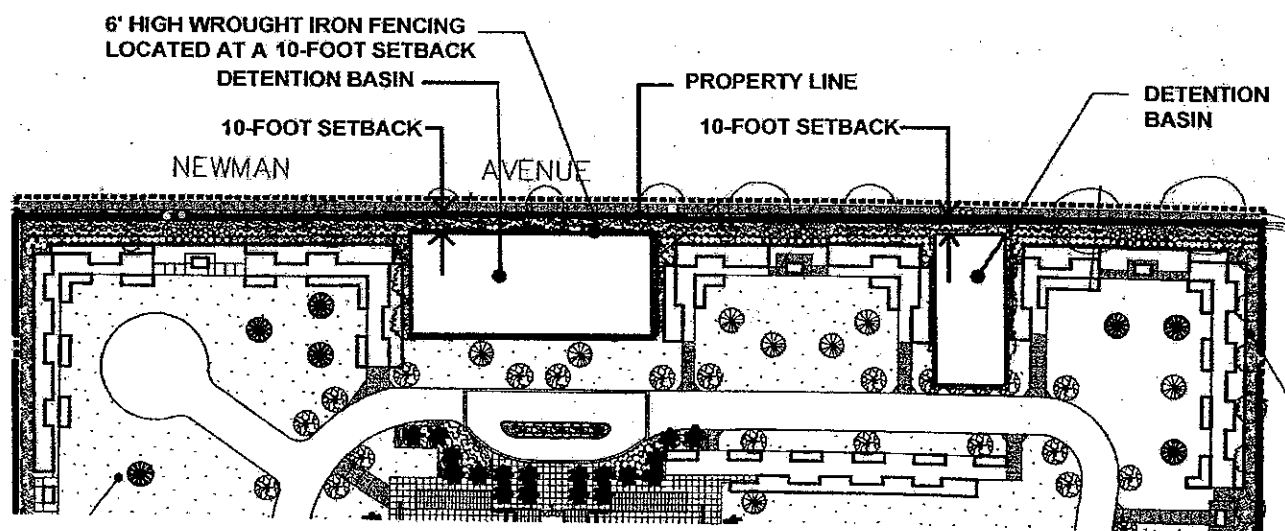 6' HIGH WROUGHT IRON FENCING
LOCATED AT A 10-FOOT SETBACK
DETENTION BASIN
PROPERTY LINE
DETENTION
BASIN
10-FOOT SETBACK
10-FOOT SETBACK
NEWMAN AVENUE